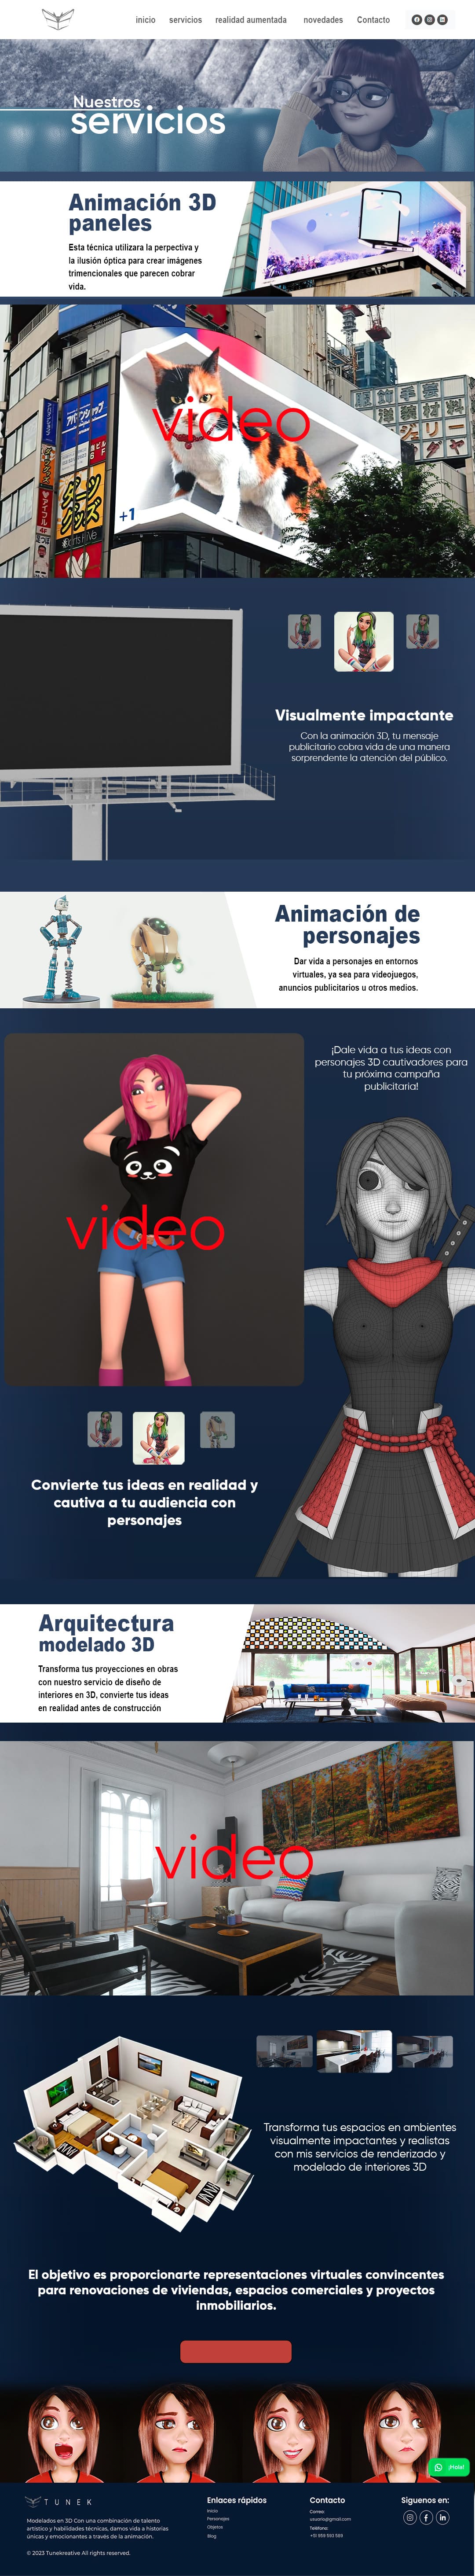 inicio servicios realidad aumentada novedades Contacto
Nuestros
servicios
Animación 3D
paneles
Esta técnica utilizara la perpectiva y
la ilusión óptica para crear imágenes
trimencionales que parecen cobrar
vida.
video
+1
Visualmente impactante
Con la animación 3D, tu mensaje
publicitario cobra vida de una manera
sorprendente la atención del público.
Animación de
personajes
Dar vida a personajes en entornos
virtuales, ya sea para videojuegos,
anuncios publicitarios u otros medios.
¡Dale vida a tus ideas con
personajes 3D cautivadores para
tu próxima campaña
publicitaria!
video
Convierte tus ideas en realidad y
cautiva a tu audiencia con
personajes
Arquitectura
modelado 3D
Transforma tus proyecciones en obras
con nuestro servicio de diseño de
interiores en 3D, convierte tus ideas
en realidad antes de construcción
video
Transforma tus espacios en ambientes
visualmente impactantes y realistas
con mis servicios de renderizado y
modelado de interiores 3D
El objetivo es proporcionarte representaciones virtuales convincentes
para renovaciones de viviendas, espacios comerciales y proyectos
inmobiliarios.
¡Hola!
TUNEK
Modelados en 3D Con una combinación de talento
artístico y habilidades técnicas, damos vida a historias
únicas y emocionantes a través de la animación.
© 2023 Tunekreative All rights reserved.
Enlaces rápidos
Inicio
Personajes
Objetos
Blog
Contacto
Correo:
usuario@gmail.com
Teléfono:
+51 959 593 589
Síguenos en: